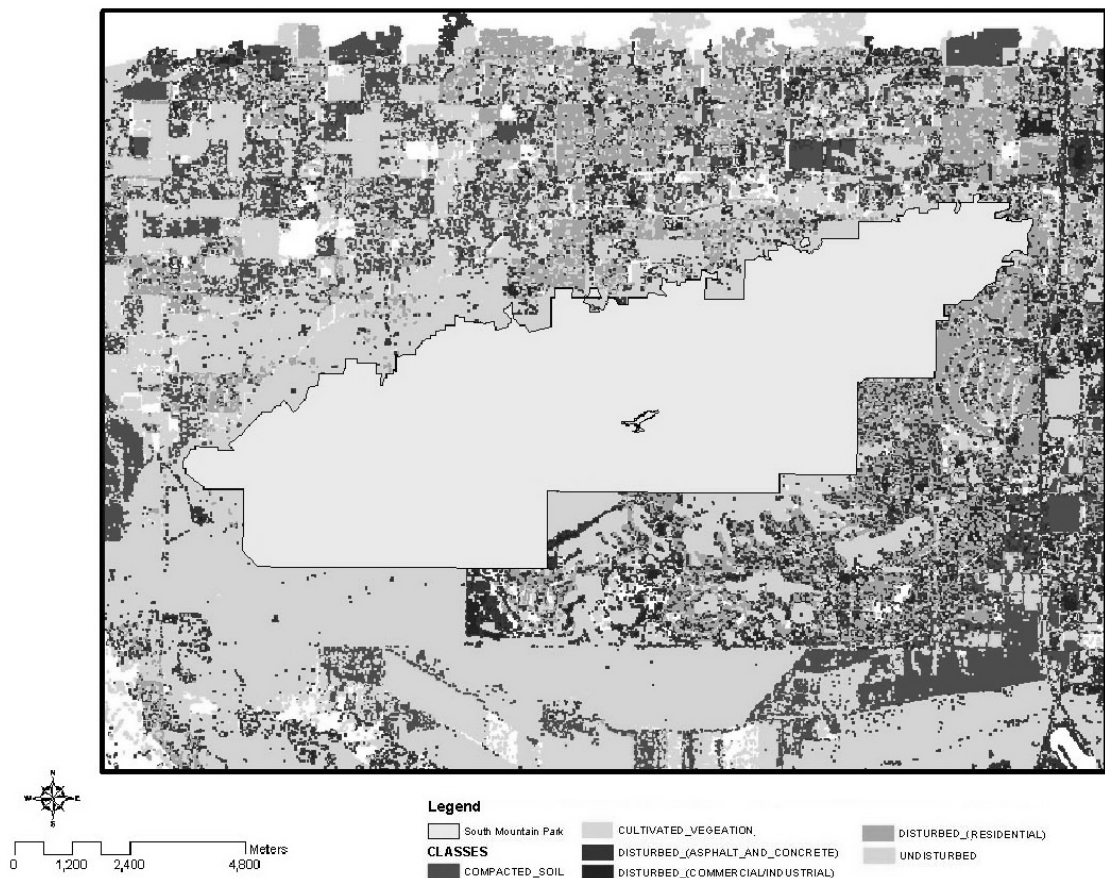 N
W E
S
Meters
0 1,200 2,400 4,800
Legend
South Mountain Park
CLASSES
COMPACTED_SOIL
CULTIVATED_VEGEATION
DISTURBED_(ASPHALT_AND_CONCRETE)
DISTURBED_(COMMERCIAL/INDUSTRIAL)
DISTURBED_(RESIDENTIAL)
UNDISTURBED